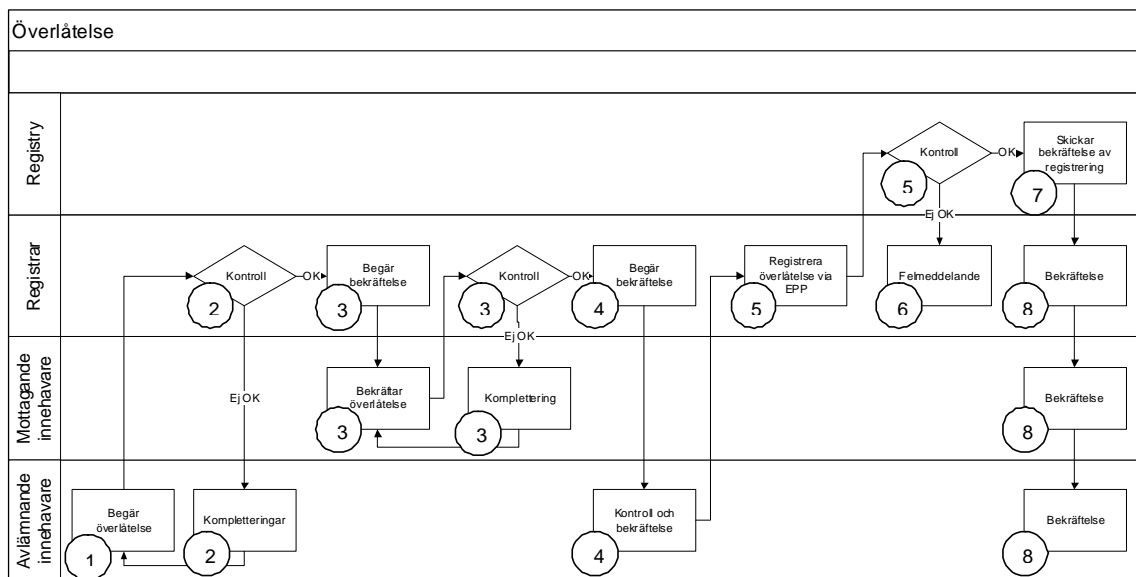 Överlåtelse
Registry
Kontroll
5
OK
Skickar
bekräftelse av
registrering
7
Ej OK
Registrar
Kontroll
2
OK
Begär
bekräftelse
3
Kontroll
3
OK
Begär
bekräftelse
4
Registrera
överlåtelse via
EPP
5
Felmeddelande
6
Bekräftelse
8
Ej OK
Ej OK
Mottagande
innehavare
Bekräftar
överlåtelse
3
Komplettering
3
Bekräftelse
8
Avlämnande
innehavare
Begär
överlåtelse
1
Kompletteringar
2
Kontroll och
bekräftelse
4
Bekräftelse
8